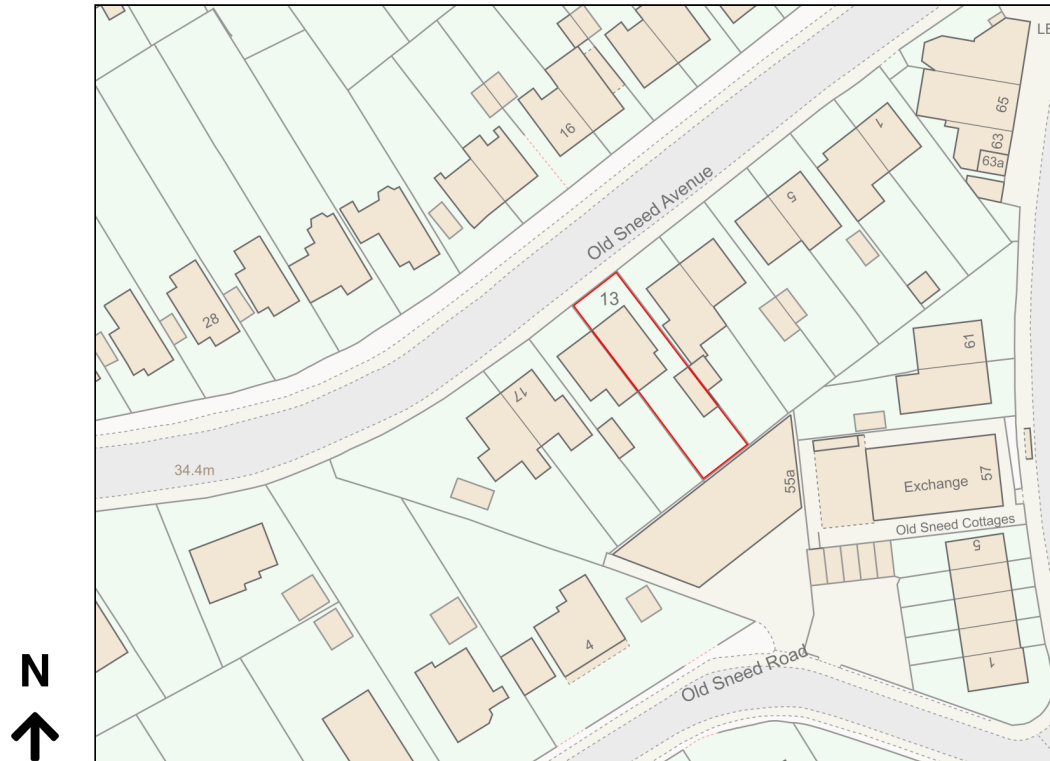 LE
65
63
63a
1
16
Old Sneed Avenue
5
13
28
17
61
34.4m
55a
Exchange
57
Old Sneed Cottages
5
4
1
Old Sneed Road
N